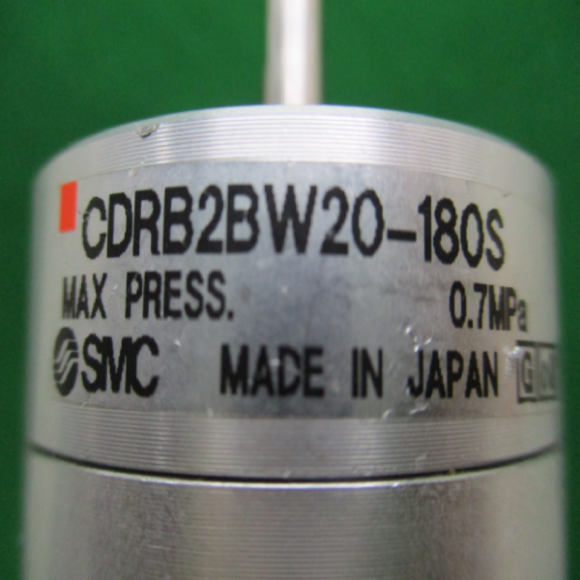 CDRB2BW20-180S
MAX PRESS. 0.7MPa
SMC MADE IN JAPAN